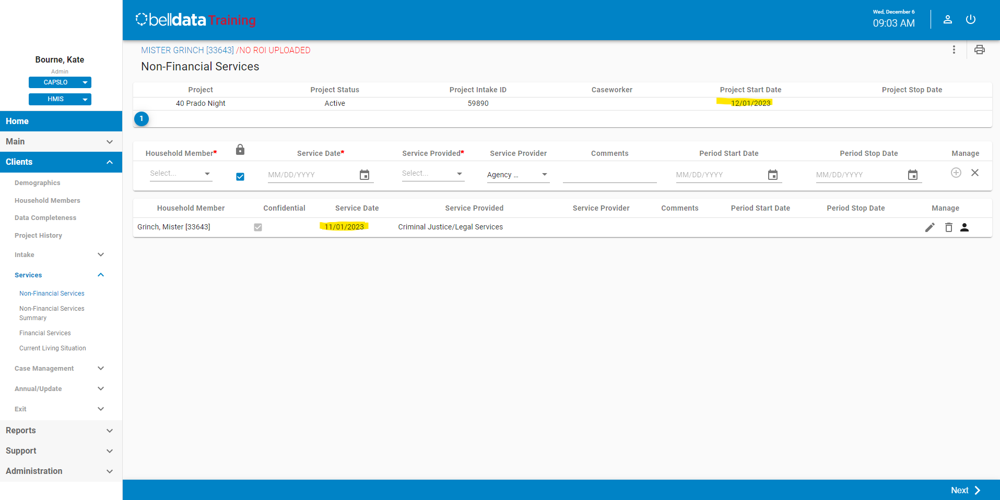 belldata Training
Wed, December 6
09:03 AM
Bourne, Kate
Admin
CAPSLO
HMIS
Home
Main
Clients
Demographics
Household Members
Data Completeness
Project History
Intake
Services
Non-Financial Services
Non-Financial Services
Summary
Financial Services
Current Living Situation
Case Management
Annual/Update
Exit
Reports
Support
Administration
MISTER GRINCH [33643] /NO ROI UPLOADED
Non-Financial Services
Project Project Status Project Intake ID Caseworker Project Start Date Project Stop Date
40 Prado Night Active 59890 12/01/2023
1
Household Member* Service Date* Service Provided* Service Provider Comments Period Start Date Period Stop Date Manage
Select... MM/DD/YYYY Select... Agency ... MM/DD/YYYY MM/DD/YYYY
Household Member Confidential Service Date Service Provided Service Provider Comments Period Start Date Period Stop Date Manage
Grinch, Mister [33643] 11/01/2023 Criminal Justice/Legal Services
Next